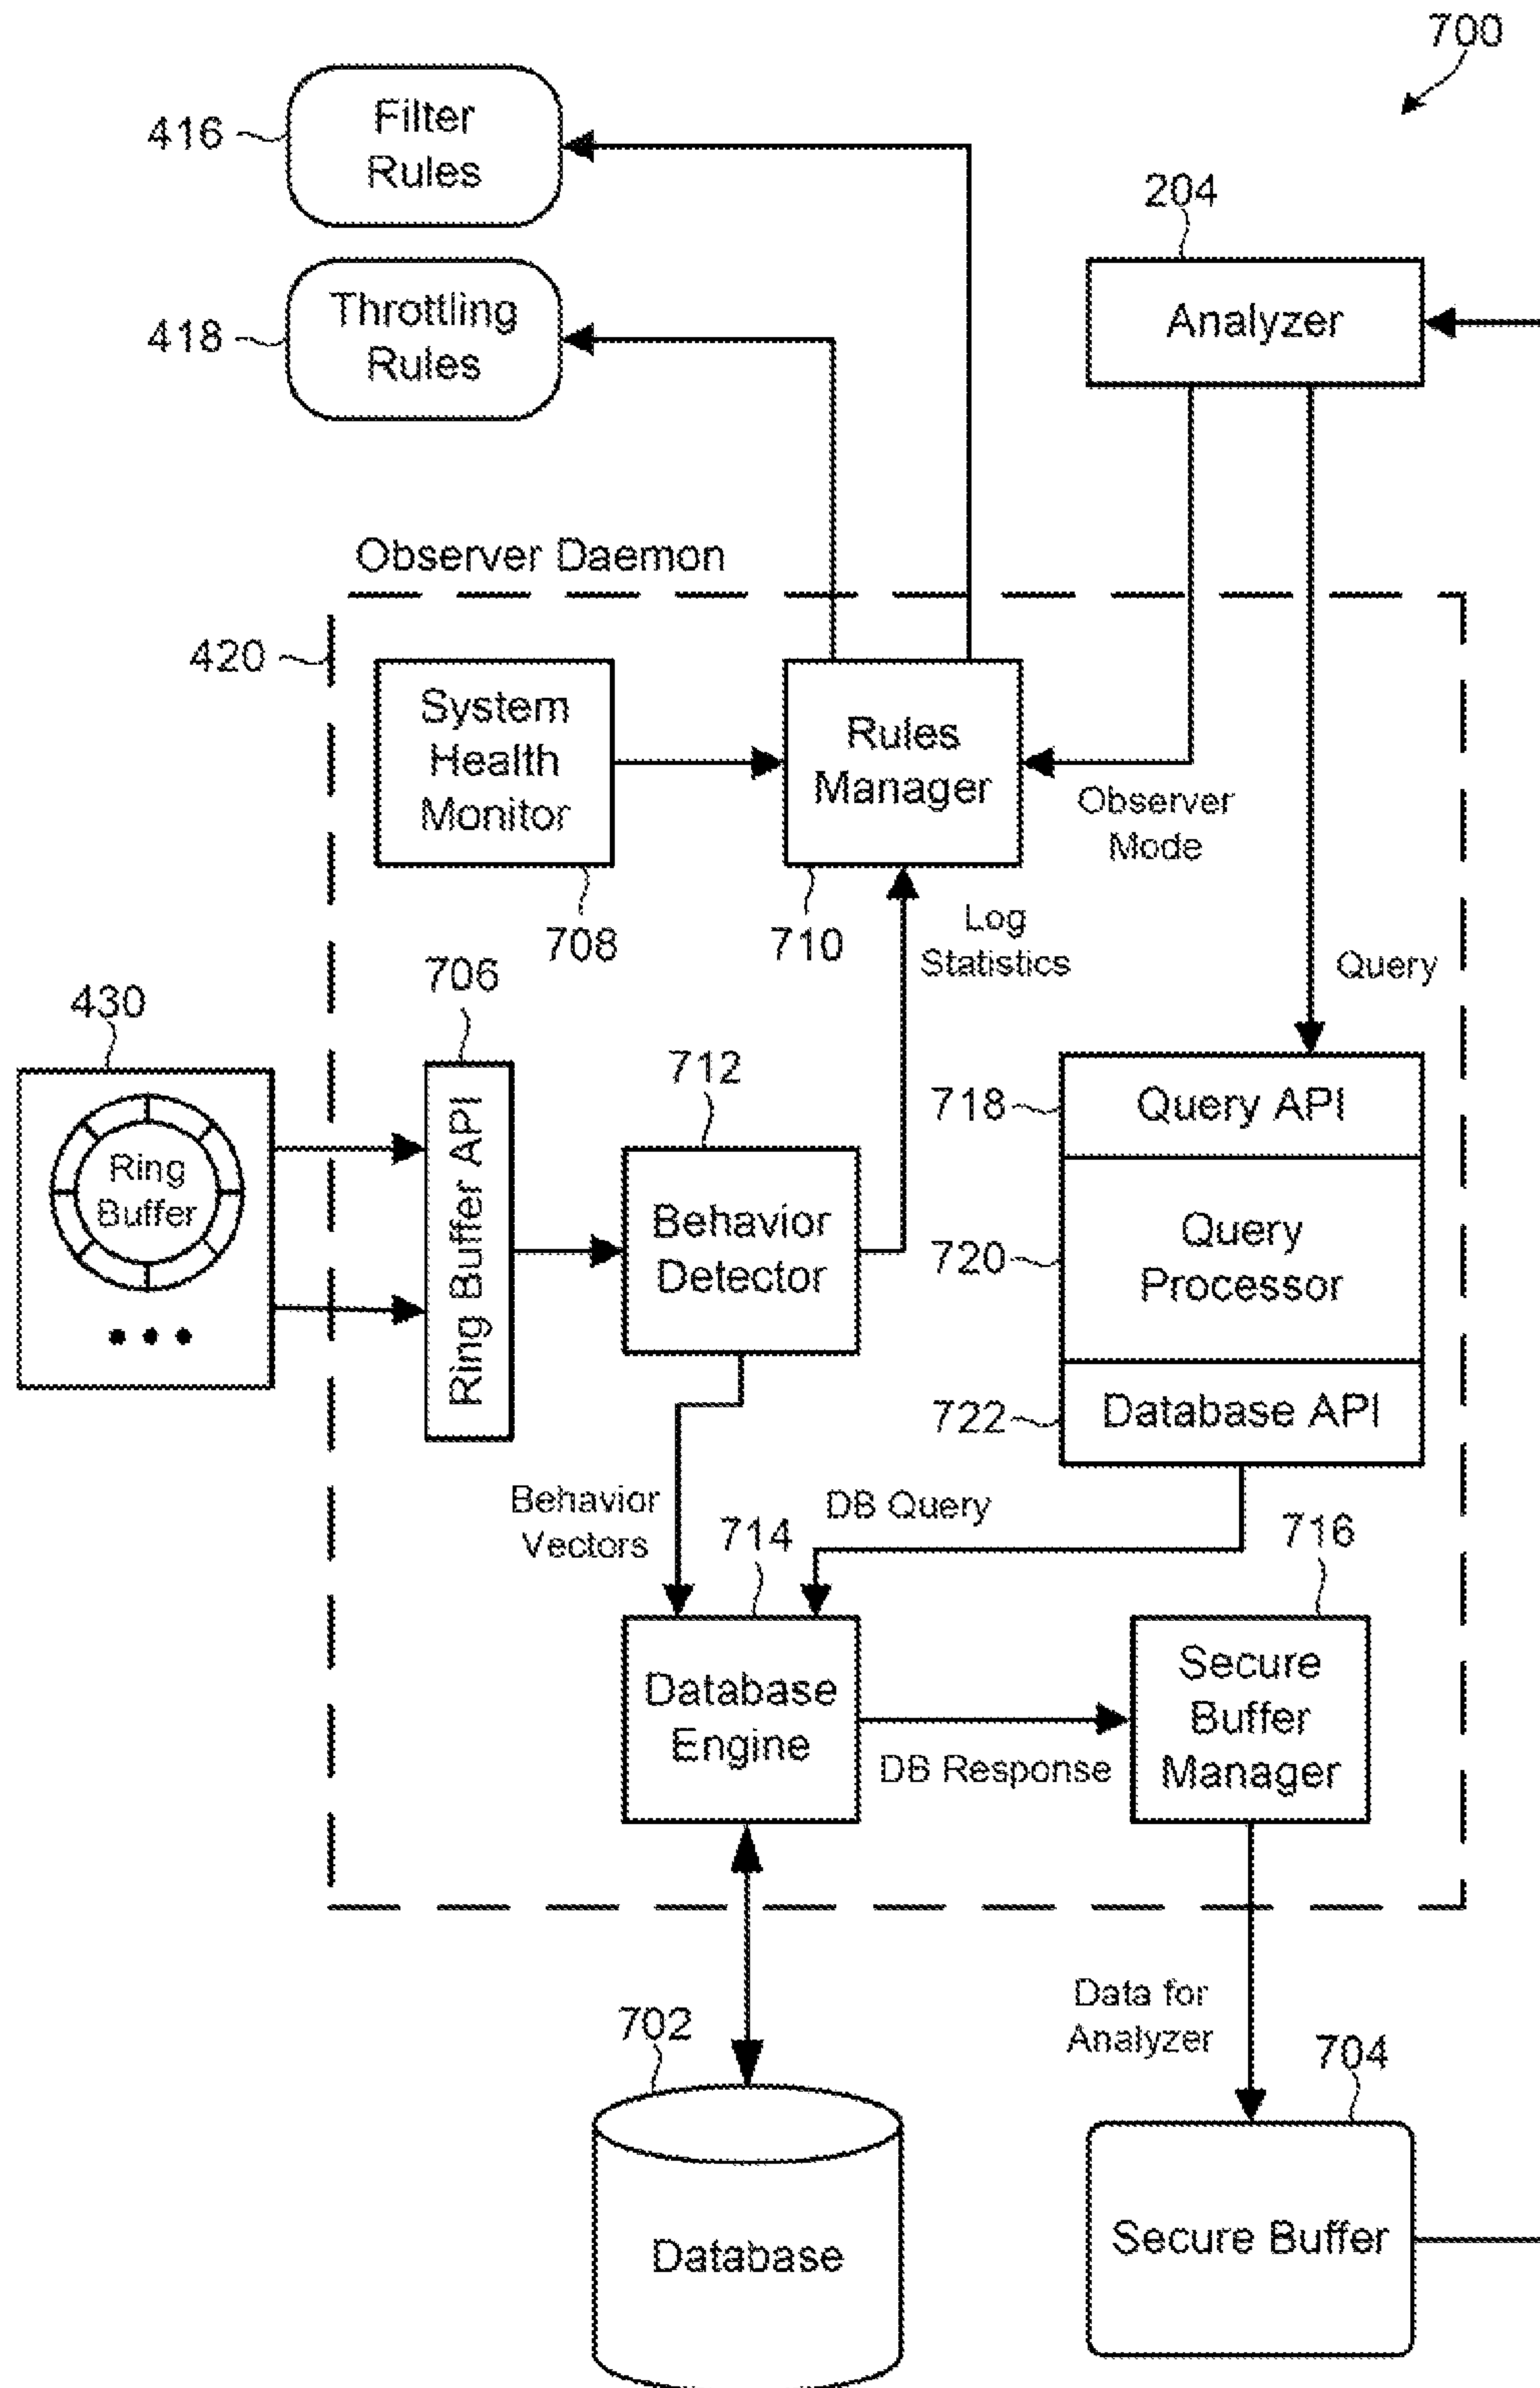 700
416
Filter
Rules
204
Analyzer
418
Throttling
Rules
Observer Daemon
420
System
Health
Monitor
708
Rules
Manager
710
Observer
Mode
Log
Statistics
Query
430
Ring
Buffer
706
Ring Buffer API
712
Behavior
Detector
718
Query API
720
Query
Processor
722
Database API
Behavior
Vectors
DB Query
714
Database
Engine
DB Response
716
Secure
Buffer
Manager
702
Database
Data for
Analyzer
704
Secure Buffer